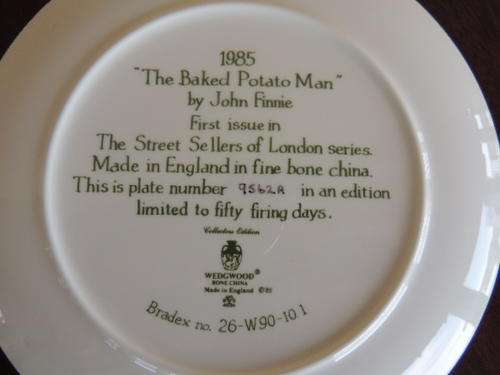 1985
"The Baked Potato Man"
by John Finnie
First issue in
The Street Sellers of London series.
Made in England in fine bone china.
This is plate number 9562A in an edition
limited to fifty firing days.
Collectors Edition
WEDGWOOD®
BONE CHINA
Made in England © 85
Bradex no. 26-W90-10.1